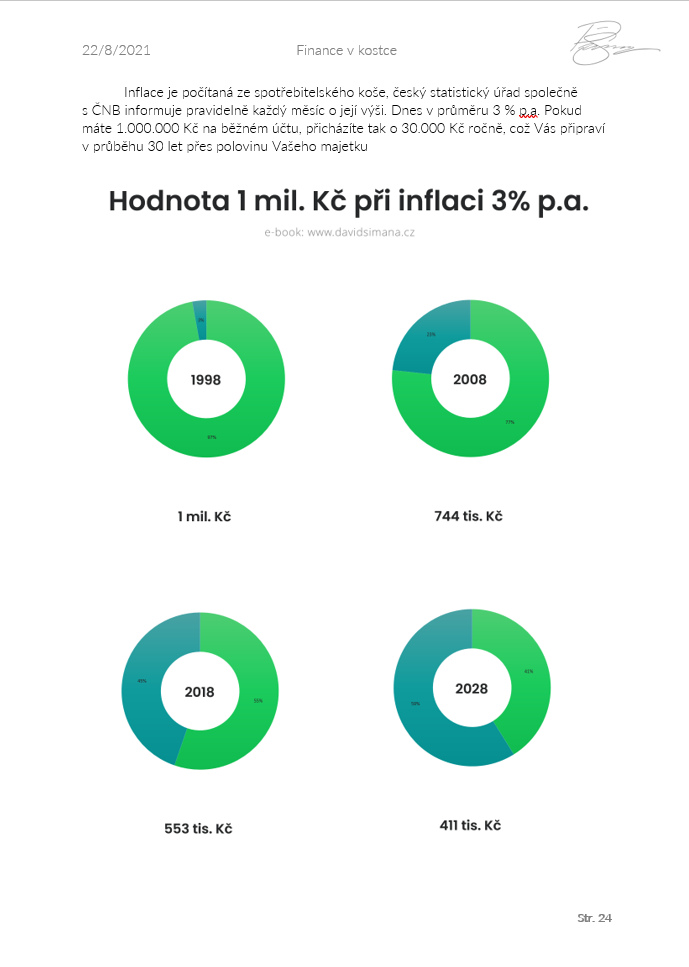 22/8/2021 Finance v kostce
Inflace je počítaná ze spotřebitelského koše, český statistický úřad společně
s ČNB informuje pravidelně každý měsíc o její výši. Dnes v průměru 3 % p.a. Pokud
máte 1.000.000 Kč na běžném účtu, přicházíte tak o 30.000 Kč ročně, což Vás připraví
v průběhu 30 let přes polovinu Vašeho majetku
Hodnota 1 mil. Kč při inflaci 3% p.a.
e-book: www.davidsimana.cz
3%
1998
97%
1 mil. Kč
23%
2008
77%
744 tis. Kč
45%
2018
55%
553 tis. Kč
41%
2028
59%
411 tis. Kč
Str. 24